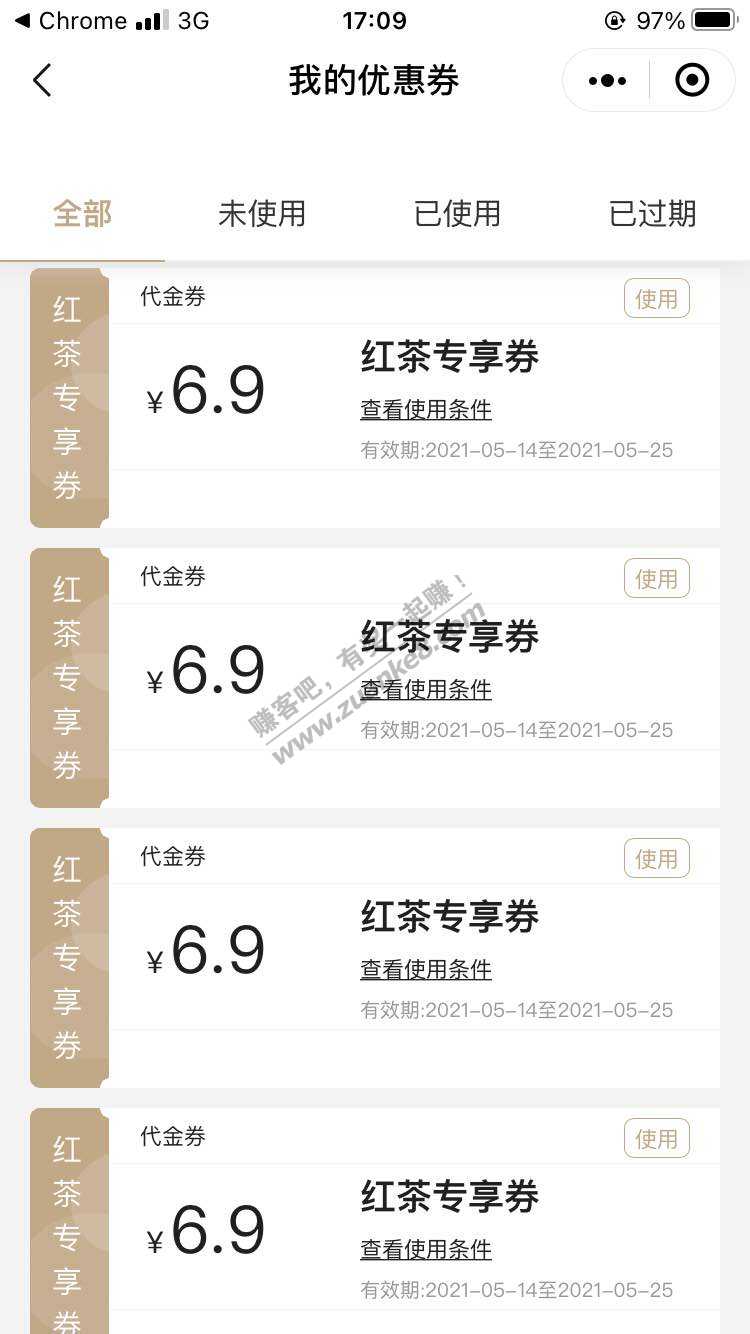 Chrome 3G 17:09 97%
我的优惠券
全部 未使用 已使用 已过期
红茶专享券
代金券 使用
¥6.9
红茶专享券
查看使用条件
有效期:2021-05-14至2021-05-25
红茶专享券
代金券 使用
¥6.9
红茶专享券
查看使用条件
有效期:2021-05-14至2021-05-25
赚客吧，有奖一起赚！
www.zuanke8.com
红茶专享券
代金券 使用
¥6.9
红茶专享券
查看使用条件
有效期:2021-05-14至2021-05-25
红茶专享券
代金券 使用
¥6.9
红茶专享券
查看使用条件
有效期:2021-05-14至2021-05-25